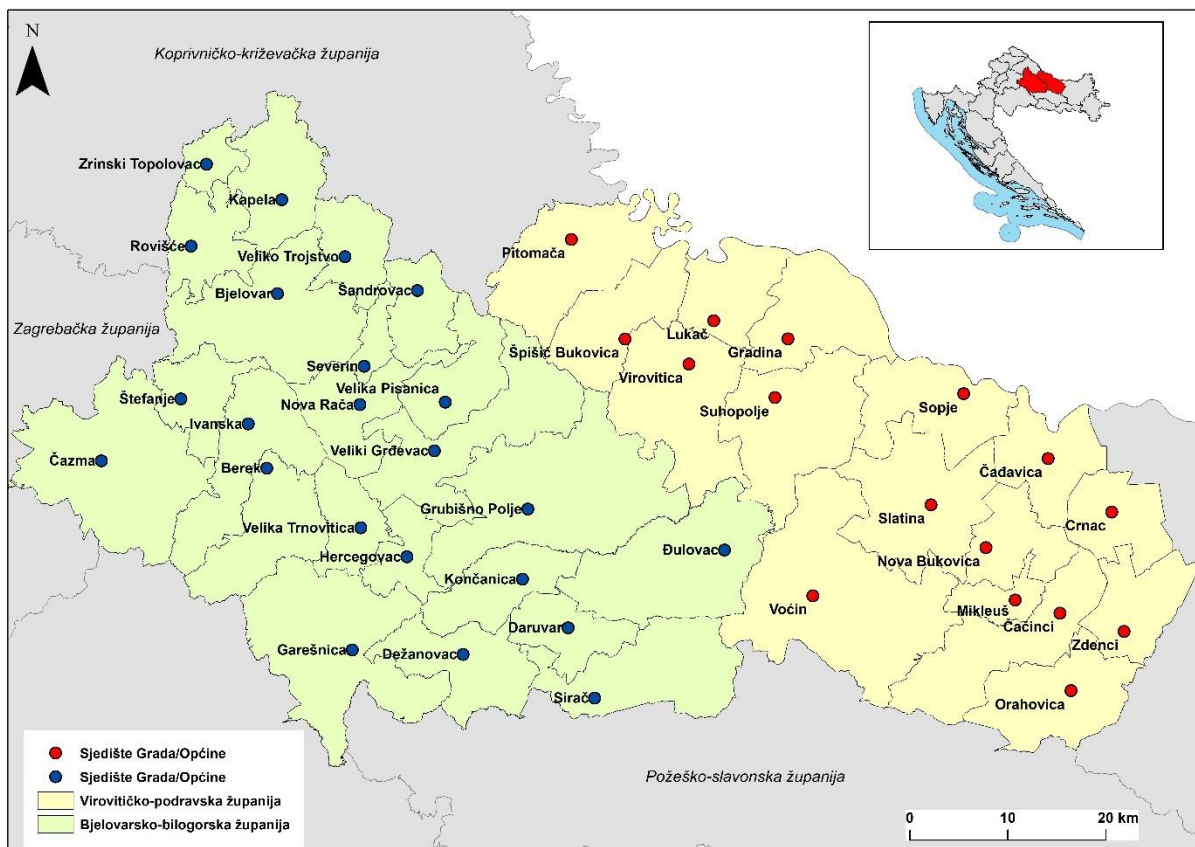 N
Koprivničko-križevačka županija
Zrinski Topolovac
Kapela
Rovišće
Veliko Trojstvo
Pitomača
Bjelovar
Šandrovac
Zagrebačka županija
Lukač
Gradina
Špišić Bukovica
Virovitica
Severin
Velika Pisanica
Štefanje
Nova Rača
Suhopolje
Sopje
Ivanska
Veliki Grđevac
Čazma
Berek
Čađavica
Grubišno Polje
Slatina
Crnac
Velika Trnovitica
Hercegovac
Đulovac
Nova Bukovica
Končanica
Voćin
Mikleuš
Čačinci
Daruvar
Zdenci
Garešnica
Dežanovac
Sirač
Orahovica
Sjedište Grada/Općine
Sjedište Grada/Općine
Virovitičko-podravska županija
Bjelovarsko-bilogorska županija
Požeško-slavonska županija
0 10 20 km